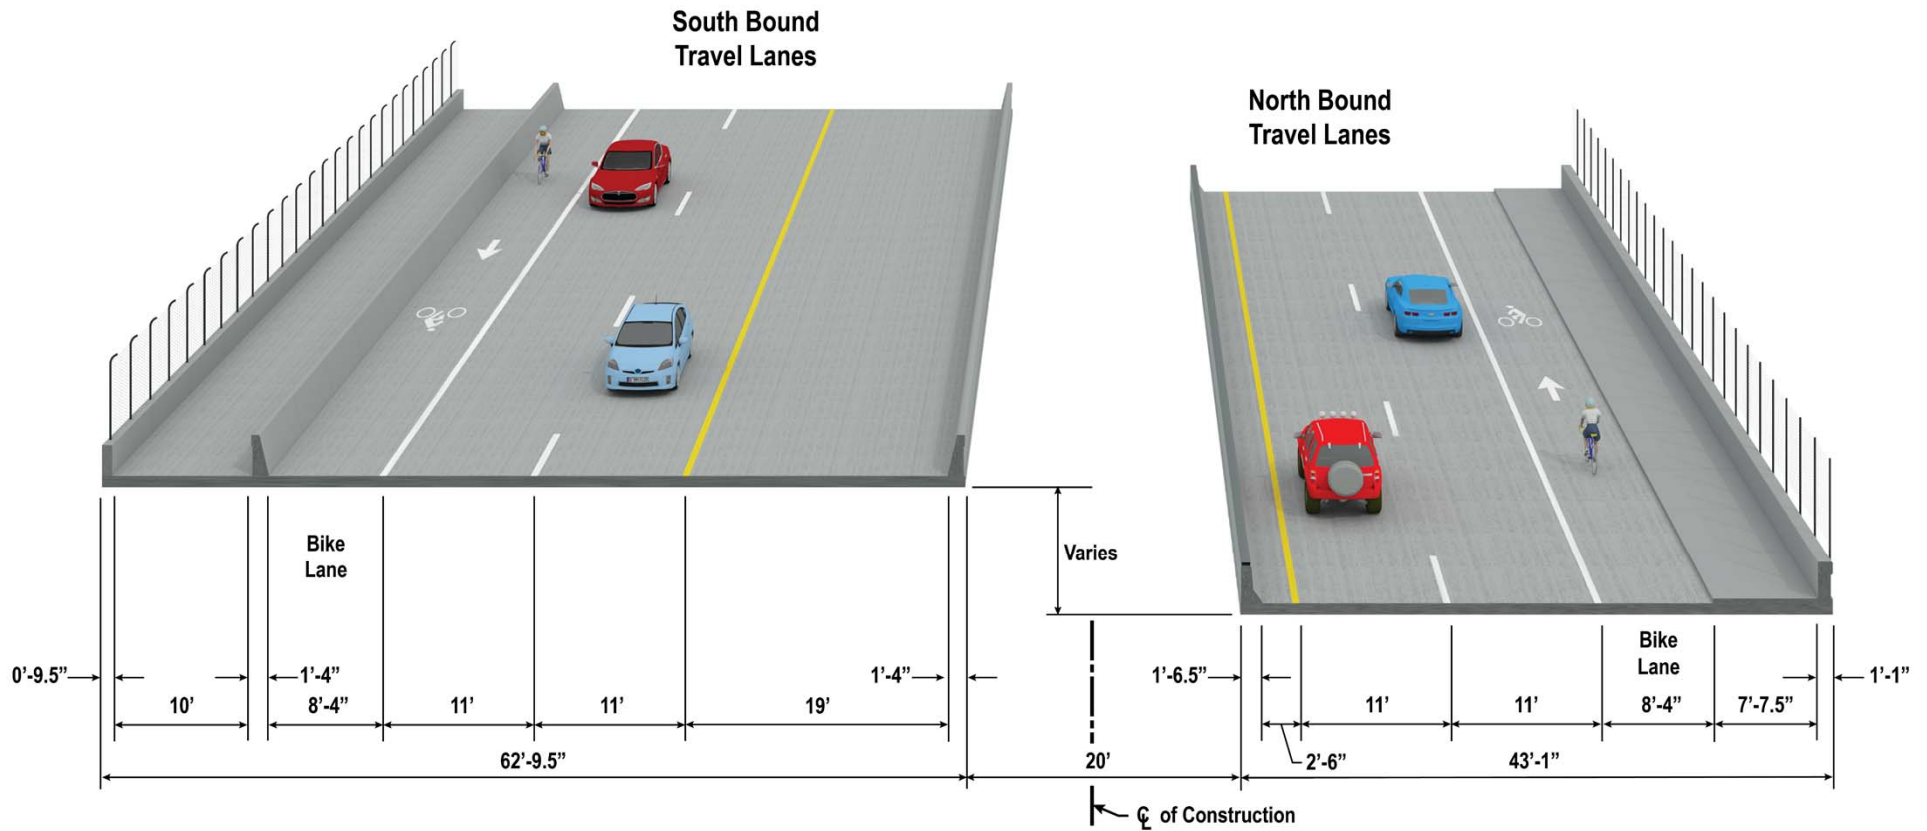 South Bound
Travel Lanes
North Bound
Travel Lanes
Bike
Lane
Varies
Bike
Lane
0’-9.5”
1’-4”
1’-4”
1’-6.5”
1’-1”
10’
8’-4”
11’
11’
19’
11’
11’
8’-4”
7’-7.5”
62’-9.5”
20’
2’-6”
43’-1”
℄ of Construction